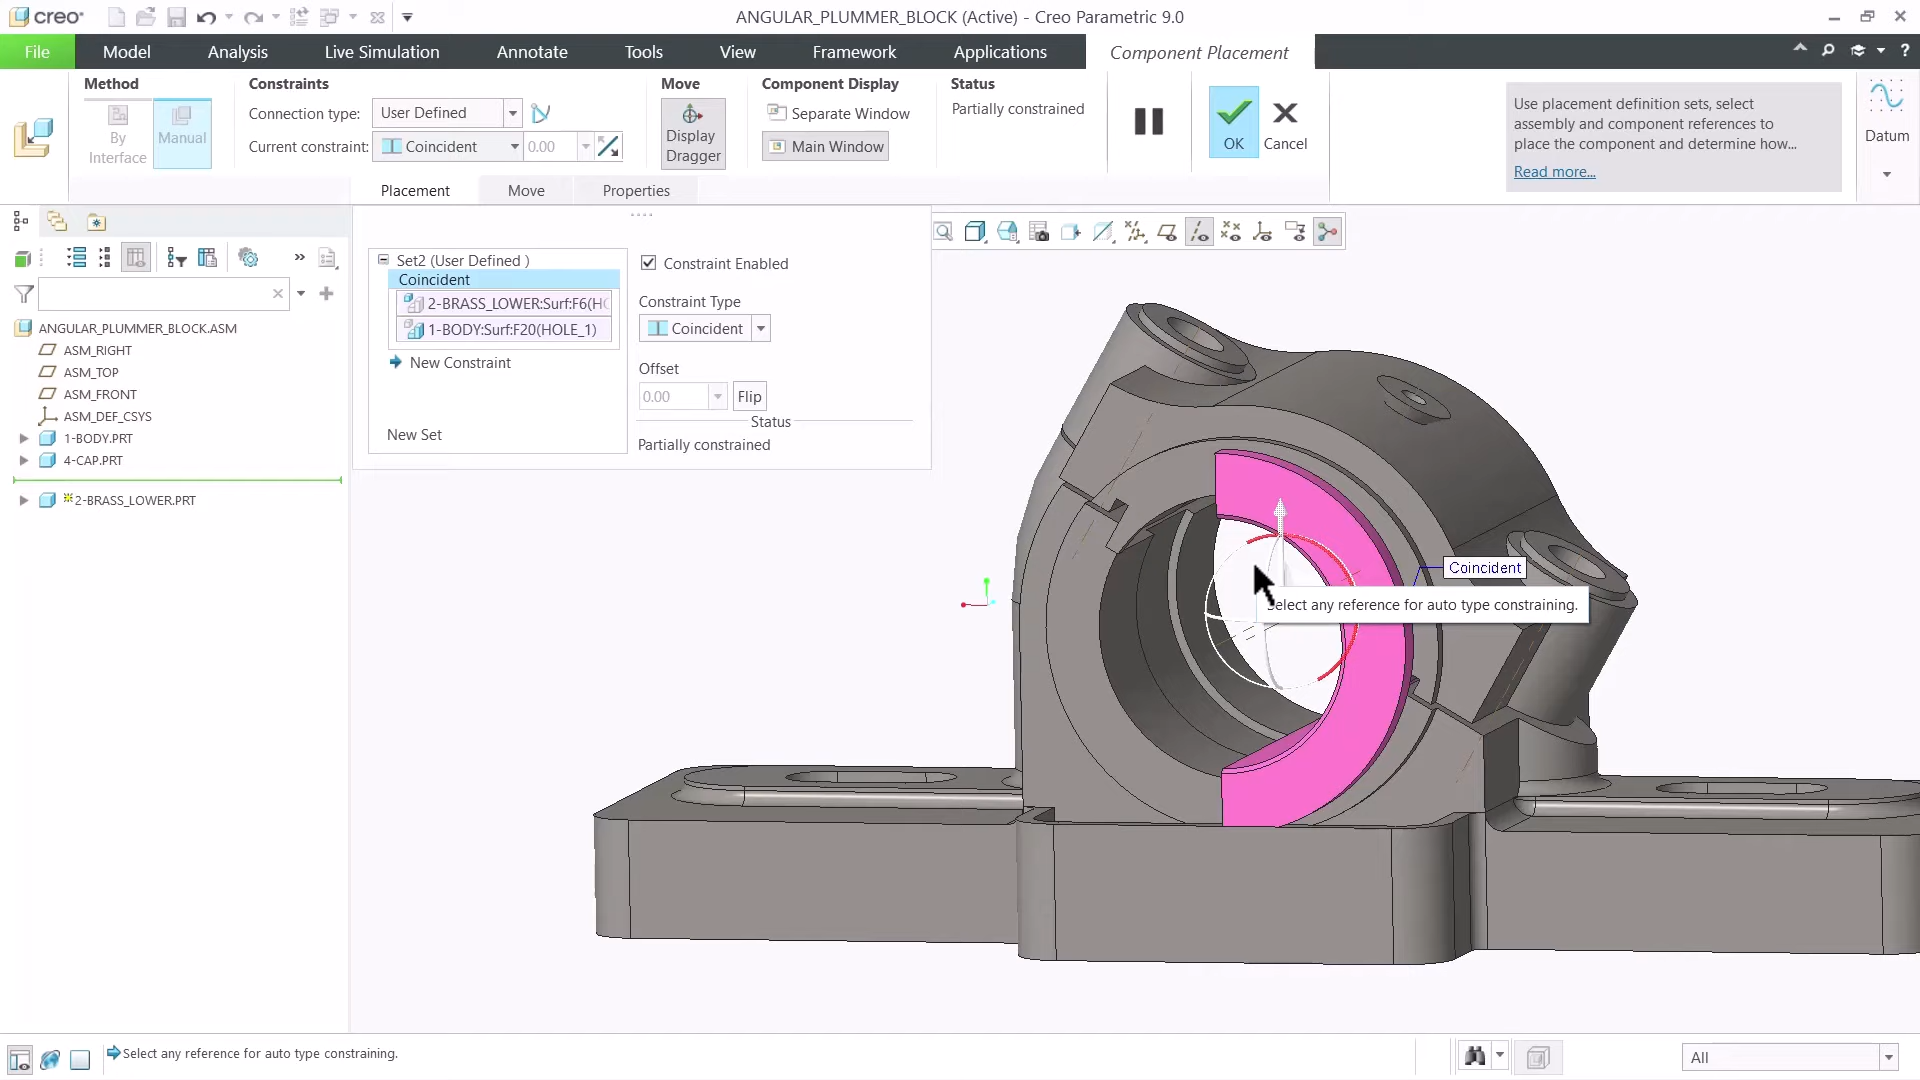 creo
ANGULAR_PLUMMER_BLOCK (Active) - Creo Parametric 9.0
File
Model
Analysis
Live Simulation
Annotate
Tools
View
Framework
Applications
Component Placement
?
Method
By Interface
Manual
Constraints
Connection type:
User Defined
Current constraint:
Coincident
0.00
Move
Display Dragger
Component Display
Separate Window
Main Window
Status
Partially constrained
OK
Cancel
Use placement definition sets, select
assembly and component references to
place the component and determine how...
Read more...
Datum
Placement
Move
Properties
Set2 (User Defined )
Coincident
2-BRASS_LOWER:Surf:F6(HO
1-BODY:Surf:F20(HOLE_1)
New Constraint
New Set
Constraint Enabled
Constraint Type
Coincident
Offset
0.00
Flip
Status
Partially constrained
ANGULAR_PLUMMER_BLOCK.ASM
ASM_RIGHT
ASM_TOP
ASM_FRONT
ASM_DEF_CSYS
1-BODY.PRT
4-CAP.PRT
2-BRASS_LOWER.PRT
Coincident
Select any reference for auto type constraining.
Select any reference for auto type constraining.
All